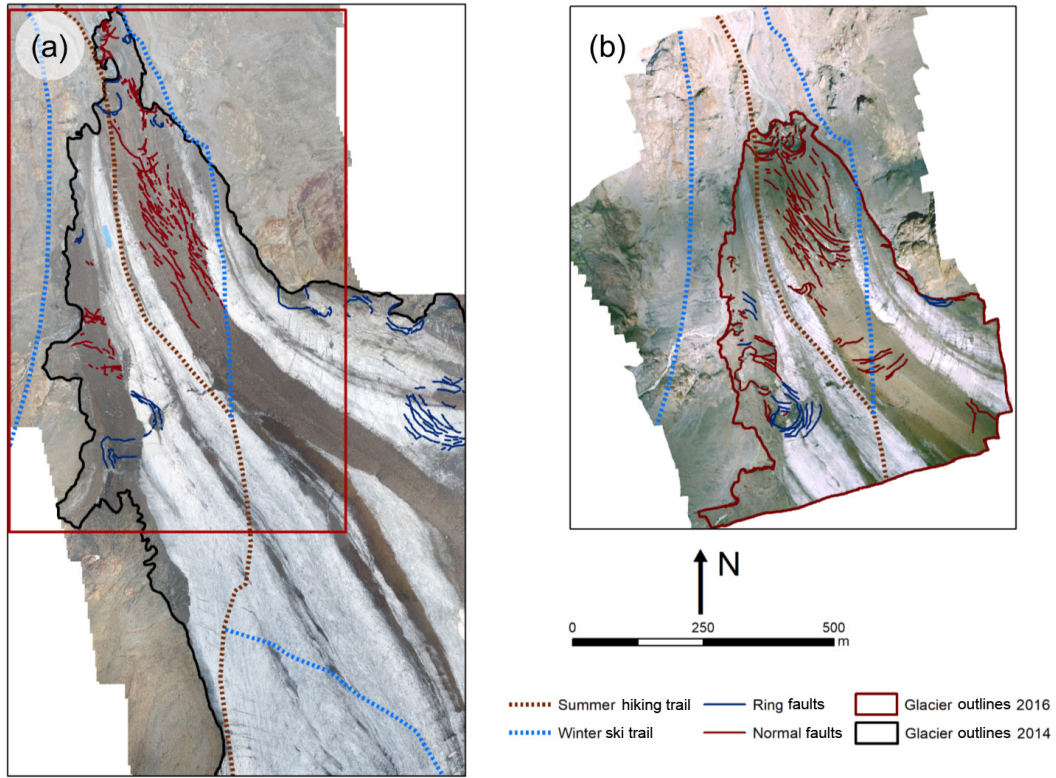 (a)
(b)
N
0 250 500
m
Summer hiking trail
Ring faults
Glacier outlines 2016
Winter ski trail
Normal faults
Glacier outlines 2014